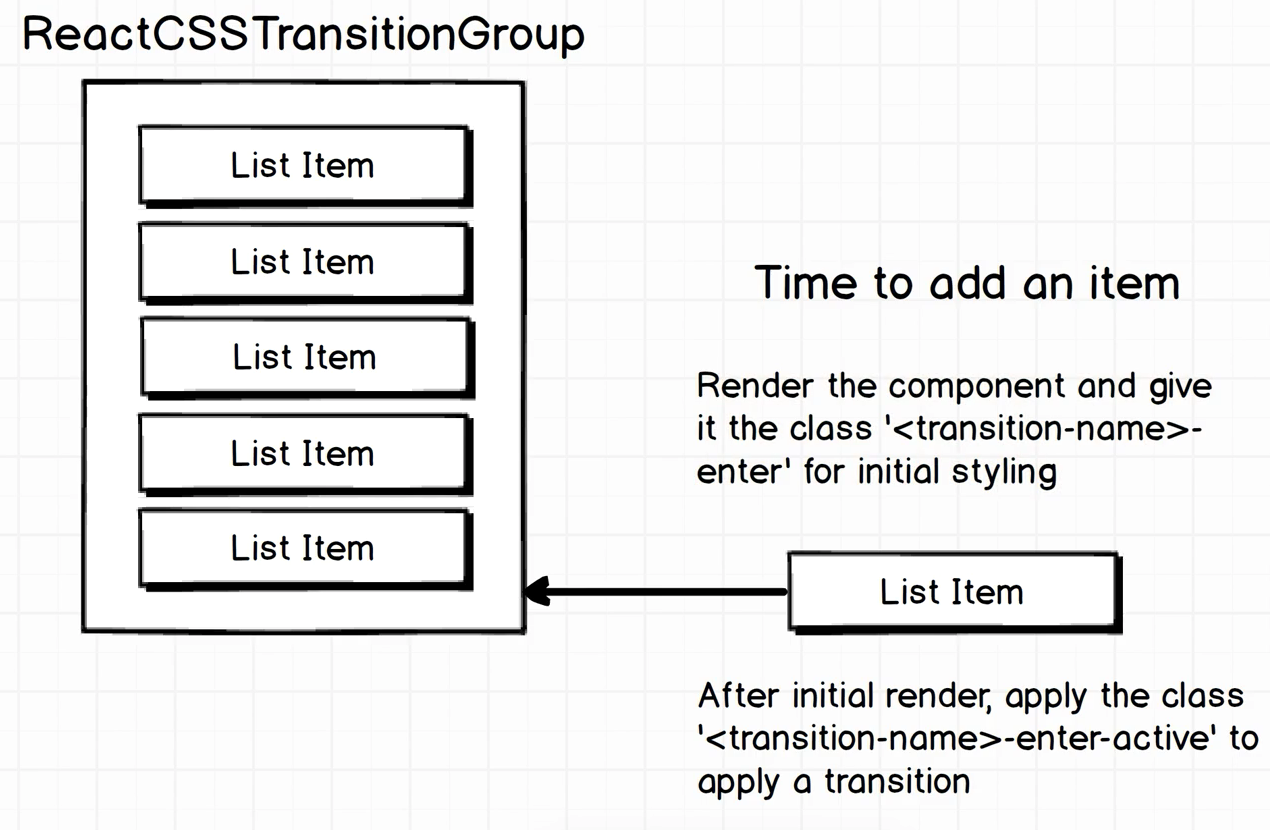 ReactCSSTransitionGroup
List Item
List Item
List Item
List Item
List Item
Time to add an item
Render the component and give
it the class '<transition-name>-
enter' for initial styling
List Item
After initial render, apply the class
'<transition-name>-enter-active' to
apply a transition